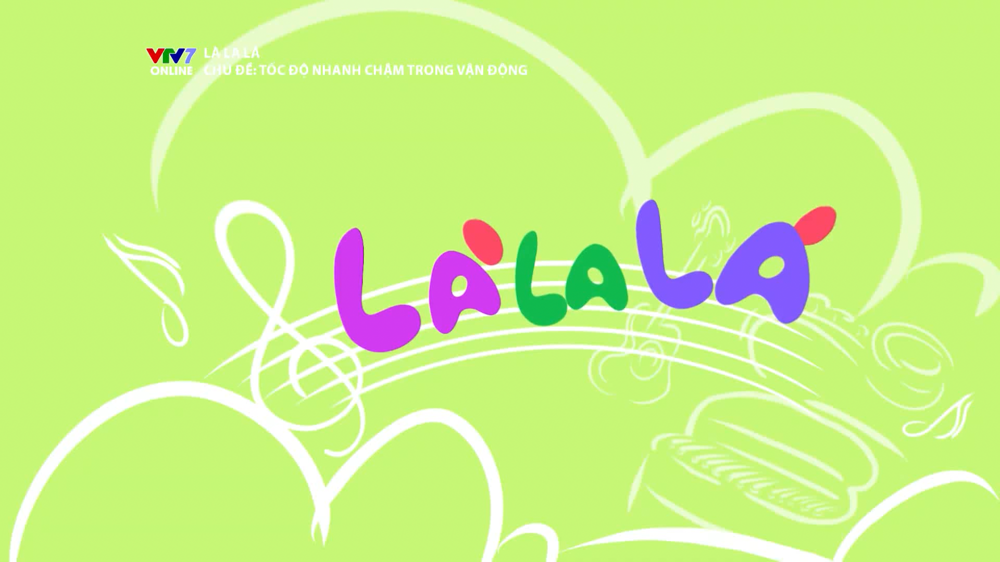 VTV7 LÀ LA LÁ
ONLINE CHỦ ĐỀ: TỐC ĐỘ NHANH CHẬM TRONG VẬN ĐỘNG
LÀ LA LÁ